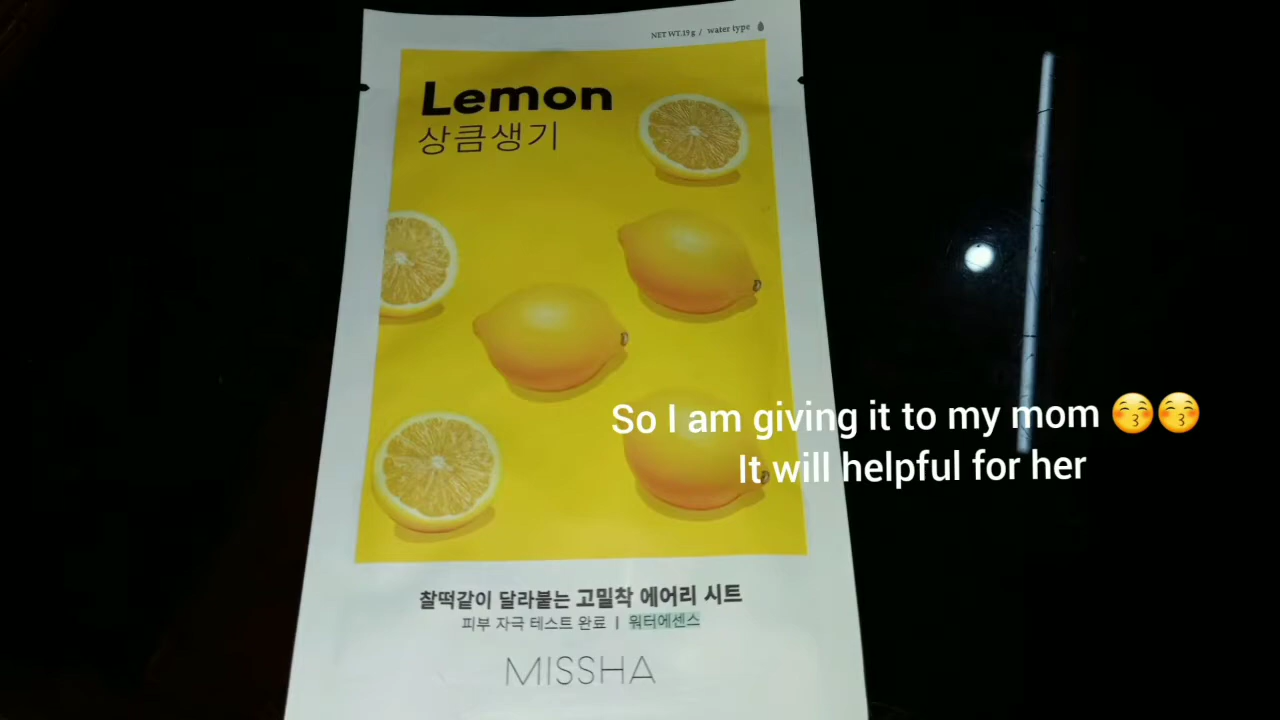 NET WT.19g / water type
Lemon
상큼생기
So I am giving it to my mom 😚😚
It will helpful for her
찰떡같이 달라붙는 고밀착 에어리 시트
피부 자극 테스트 완료 | 워터에센스
MISSHA